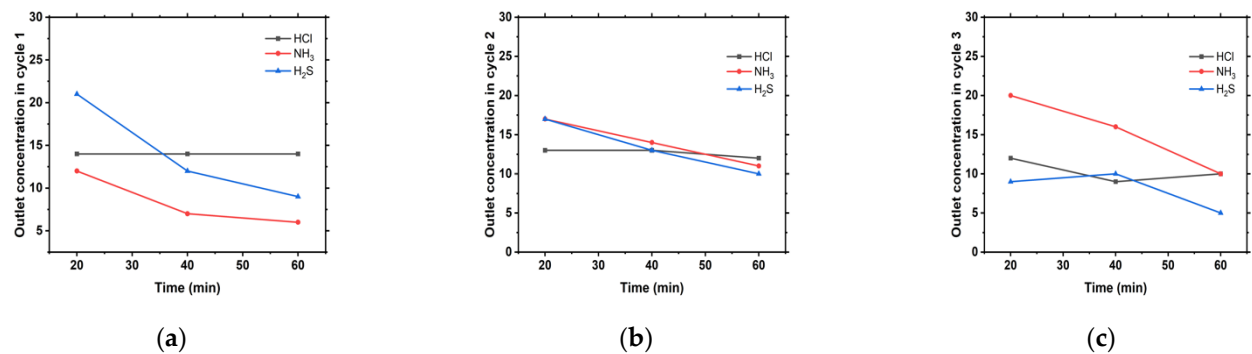 Outlet concentration in cycle 1
30
25
20
15
10
5
20 30 40 50 60
Time (min)
HCl
NH₃
H₂S
(a)
Outlet concentration in cycle 2
30
25
20
15
10
5
0
20 30 40 50 60
Time (min)
HCl
NH₃
H₂S
(b)
Outlet concentration in cycle 3
30
25
20
15
10
5
0
20 30 40 50 60
Time (min)
HCl
NH₃
H₂S
(c)